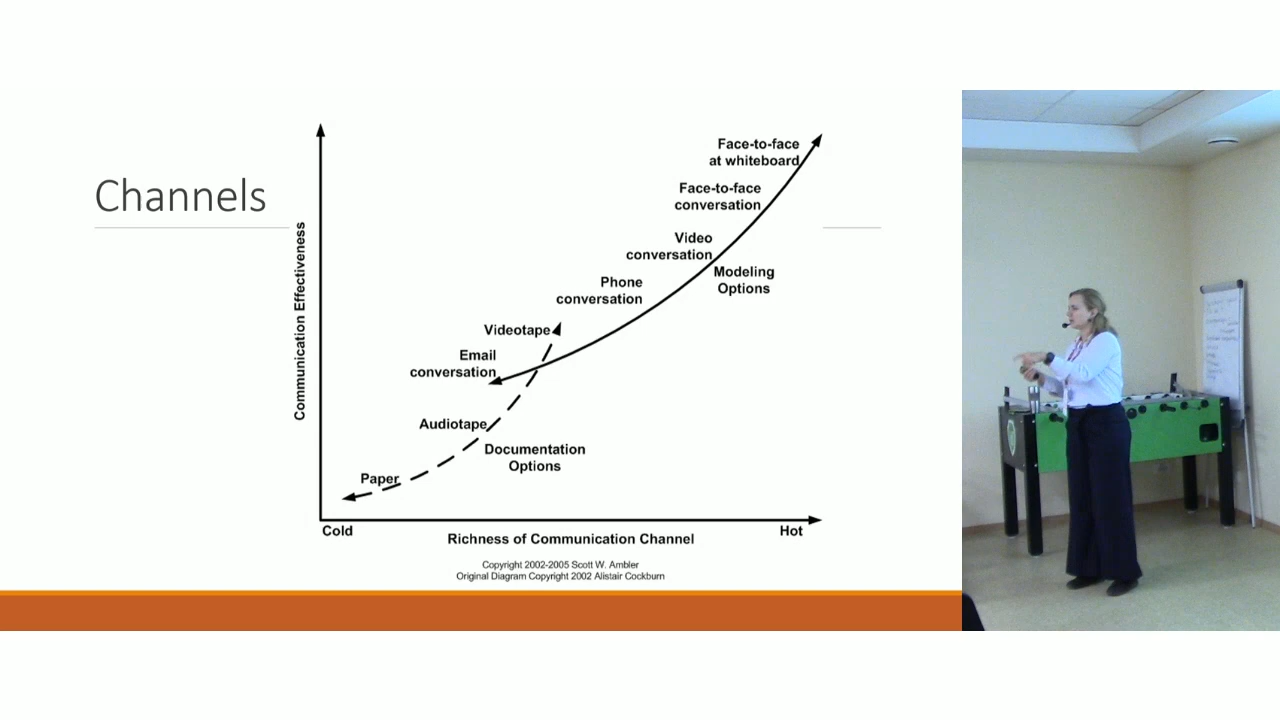 Channels
Communication Effectiveness
Face-to-face
at whiteboard
Face-to-face
conversation
Video
conversation
Modeling
Options
Phone
conversation
Videotape
Email
conversation
Audiotape
Documentation
Options
Paper
Cold
Hot
Richness of Communication Channel
Copyright 2002-2005 Scott W. Ambler
Original Diagram Copyright 2002 Alistair Cockburn